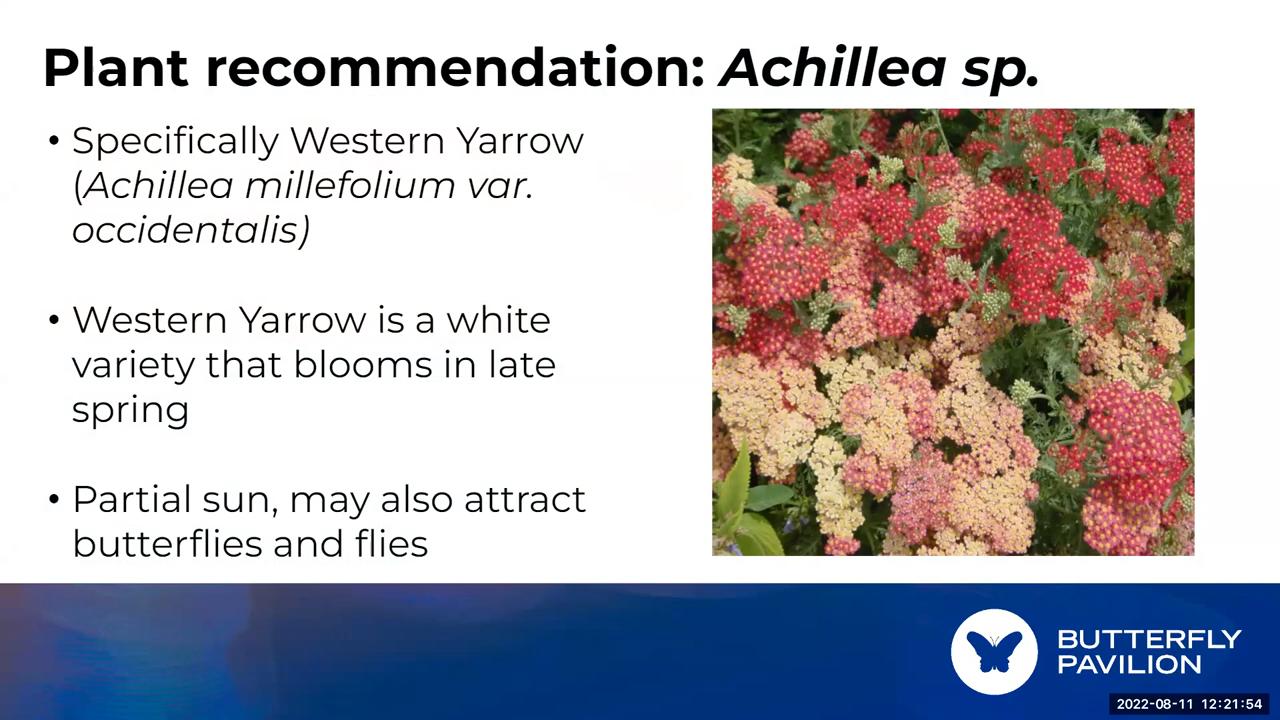 Plant recommendation: Achillea sp.
• Specifically Western Yarrow
(Achillea millefolium var.
occidentalis)
• Western Yarrow is a white
variety that blooms in late
spring
• Partial sun, may also attract
butterflies and flies
BUTTERFLY
PAVILION
2022-08-11 12:21:54